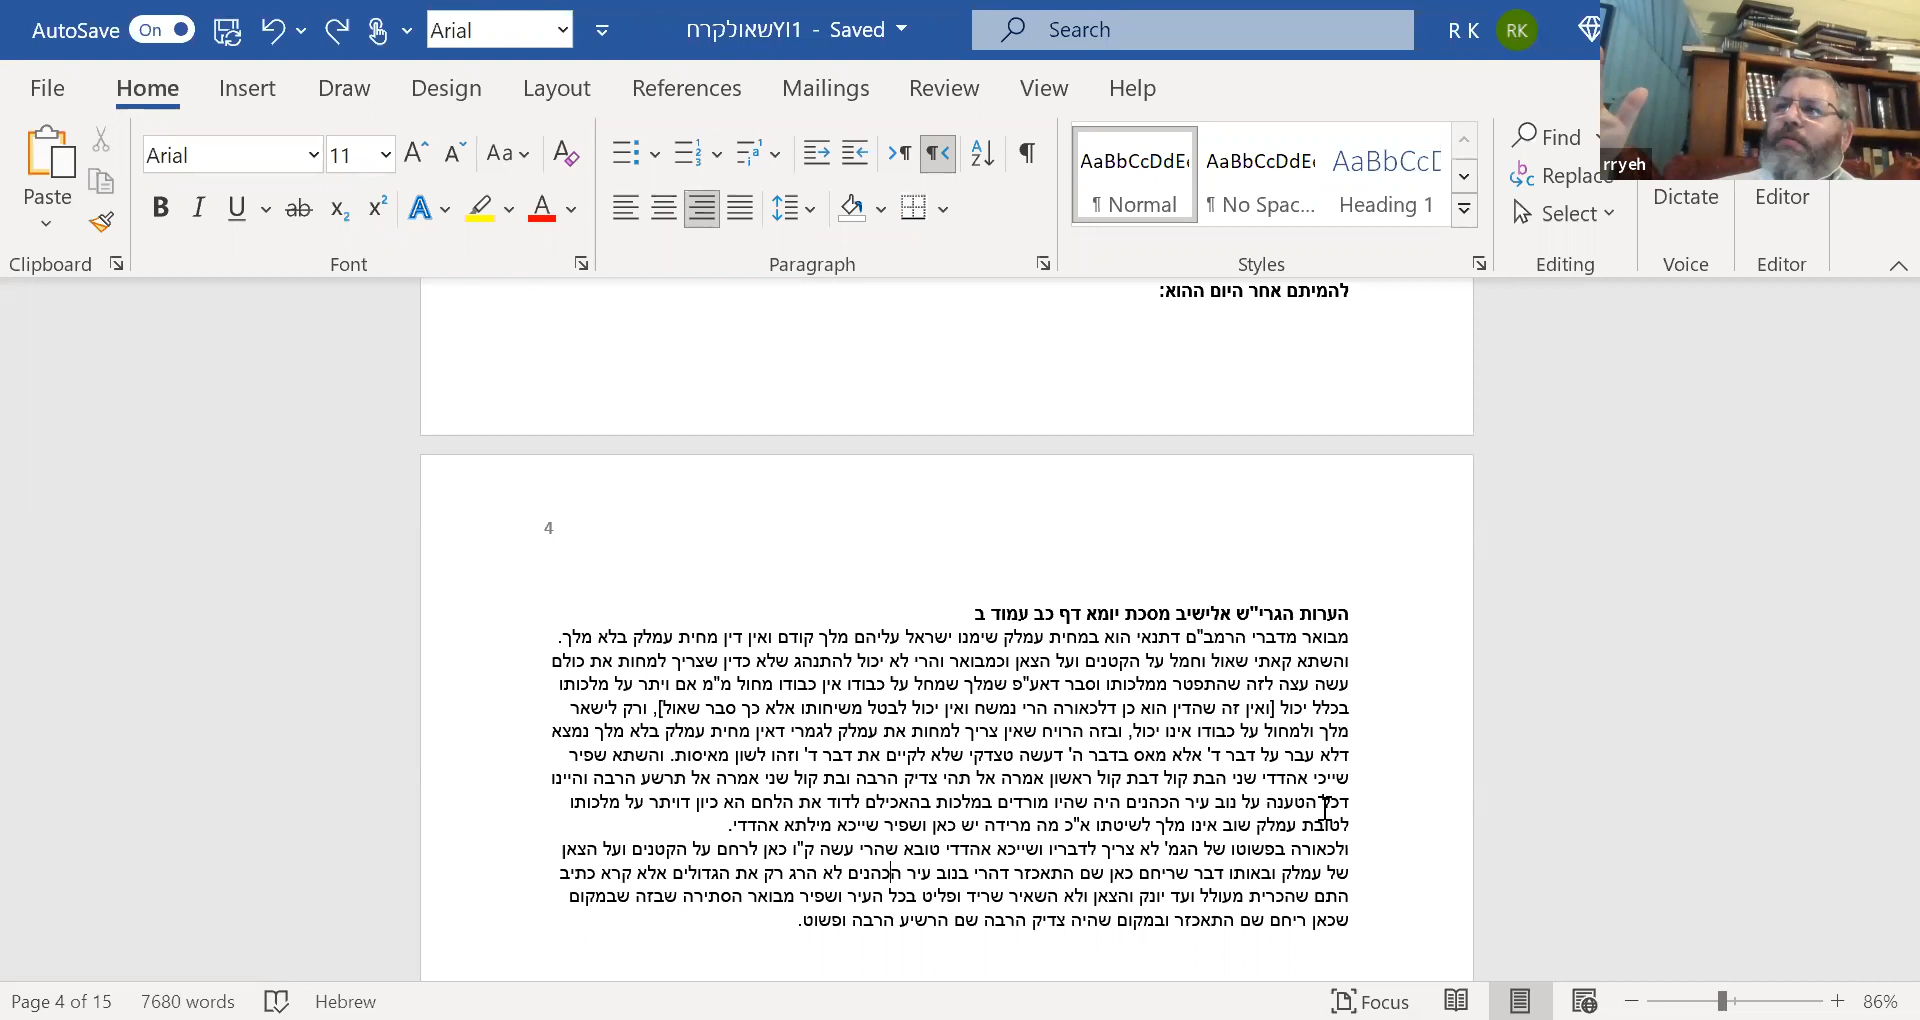 AutoSave On Arial שאולקרחYI1 - Saved Search R K RK
File Home Insert Draw Design Layout References Mailings Review View Help
rryeh
Paste Arial 11 Aa AaBbCcDdEe AaBbCcDdEe AaBbCcD Find
Replace
¶ Normal ¶ No Spac... Heading 1 Select Dictate Editor
Clipboard Font Paragraph Styles Editing Voice Editor
להמיתם אחר היום ההוא:
4
הערות הגרי"ש אלישיב מסכת יומא דף כב עמוד ב
מבואר מדברי הרמב"ם דתנאי הוא במחית עמלק שימנו ישראל עליהם מלך קודם ואין דין מחית עמלק בלא מלך.
והשתא קאתי שאול וחמל על הקטנים ועל הצאן וכמבואר והרי לא יכול להתנהג שלא כדין שצריך למחות את כולם
עשה עצה לזה שהתפטר ממלכותו וסבר דאע"פ שמלך שמחל על כבודו אין כבודו מחול מ"מ אם ויתר על מלכותו
בכלל יכול [ואין זה שהדין הוא כן דלכאורה הרי נמשח ואין יכול לבטל משיחותו אלא כך סבר שאול], ורק לישאר
מלך ולמחול על כבודו אינו יכול, ובזה הרויח שאין צריך למחות את עמלק לגמרי דאין מחית עמלק בלא מלך נמצא
דלא עבר על דבר ד' אלא מאס בדבר ה' דעשה טצדקי שלא לקיים את דבר ד' וזהו לשון מאיסות. והשתא שפיר
שייכי אהדדי שני הבת קול דבת קול ראשון אמרה אל תהי צדיק הרבה ובת קול שני אמרה אל תרשע הרבה והיינו
דכל הטענה על נוב עיר הכהנים היה שהיו מורדים במלכות בהאכילם לדוד את הלחם הא כיון דויתר על מלכותו
לטובת עמלק שוב אינו מלך לשיטתו א"כ מה מרידה יש כאן ושפיר שייכא מילתא אהדדי.
ולכאורה בפשוטו של הגמ' לא צריך לדבריו ושייכא אהדדי טובא שהרי עשה ק"ו כאן לרחם על הקטנים ועל הצאן
של עמלק ובאותו דבר שריחם כאן שם התאכזר דהרי בנוב עיר הכהנים לא הרג רק את הגדולים אלא קרא כתיב
התם שהכרית מעולל ועד יונק והצאן ולא השאיר שריד ופליט בכל העיר ושפיר מבואר הסתירה שבזה שבמקום
שכאן ריחם שם התאכזר ובמקום שהיה צדיק הרבה שם הרשיע הרבה ופשוט.
Page 4 of 15 7680 words Hebrew Focus 86%